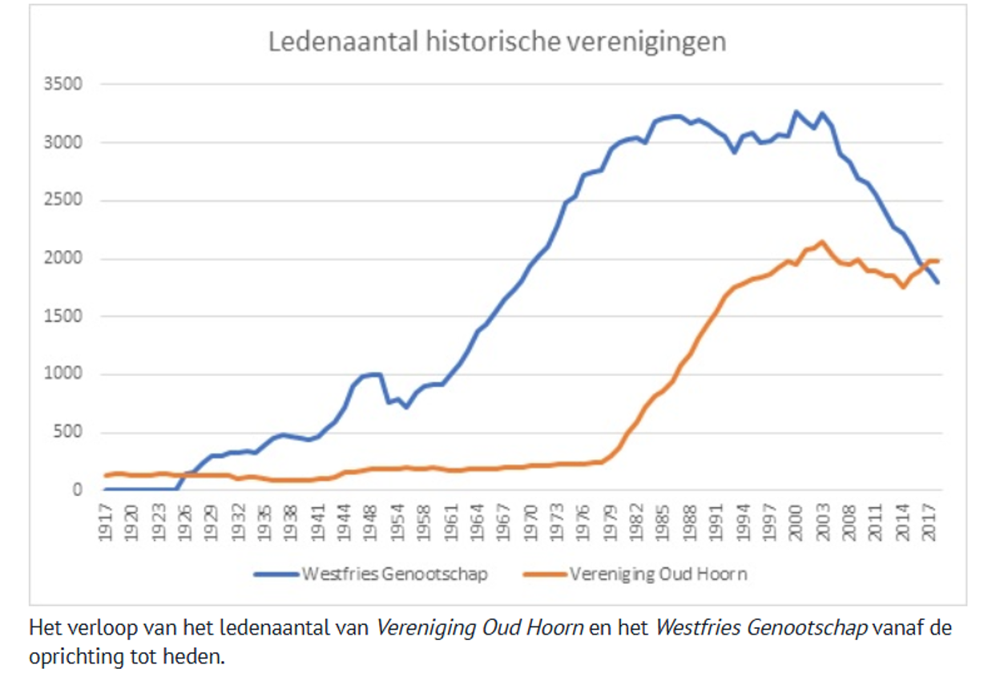 Ledenaantal historische verenigingen
3500
3000
2500
2000
1500
1000
500
0
1917 1920 1923 1926 1929 1932 1935 1938 1941 1944 1948 1954 1958 1961 1964 1967 1970 1973 1976 1979 1982 1985 1988 1991 1994 1997 2000 2003 2008 2011 2014 2017
Westfries Genootschap Vereniging Oud Hoorn
Het verloop van het ledenaantal van Vereniging Oud Hoorn en het Westfries Genootschap vanaf de
oprichting tot heden.